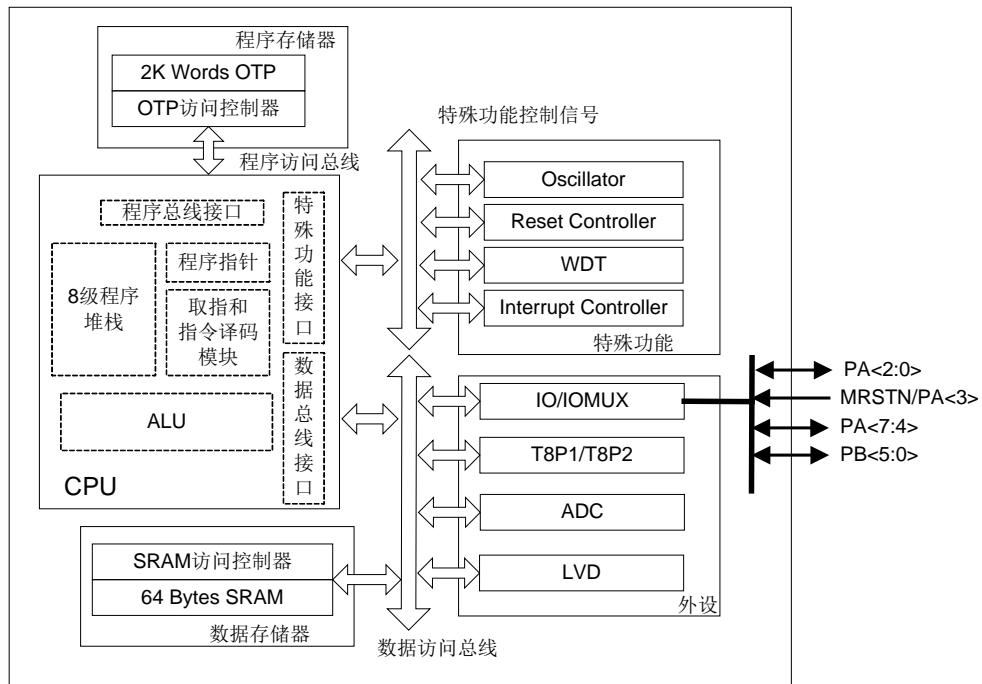 程序存储器
2K Words OTP
OTP访问控制器
程序访问总线
特殊功能控制信号
程序总线接口
8级程序
堆栈
程序指针
取指和
指令译码
模块
ALU
CPU
特
殊
功
能
接
口
数
据
总
线
接
口
Oscillator
Reset Controller
WDT
Interrupt Controller
特殊功能
IO/IOMUX
T8P1/T8P2
ADC
LVD
外设
PA<2:0>
MRSTN/PA<3>
PA<7:4>
PB<5:0>
SRAM访问控制器
64 Bytes SRAM
数据存储器
数据访问总线